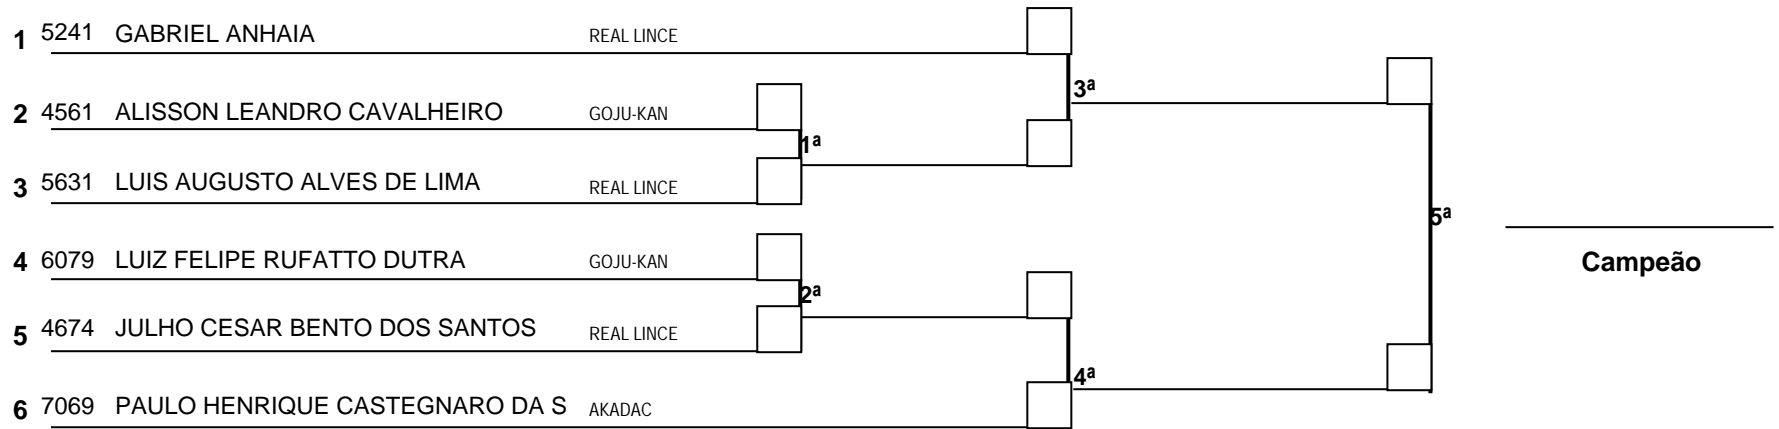 1 5241 GABRIEL ANHAIA REAL LINCE
3ª
2 4561 ALISSON LEANDRO CAVALHEIRO GOJU-KAN
1ª
3 5631 LUIS AUGUSTO ALVES DE LIMA REAL LINCE
5ª
4 6079 LUIZ FELIPE RUFATTO DUTRA GOJU-KAN
Campeão
2ª
5 4674 JULHO CESAR BENTO DOS SANTOS REAL LINCE
4ª
6 7069 PAULO HENRIQUE CASTEGNARO DA S AKADAC